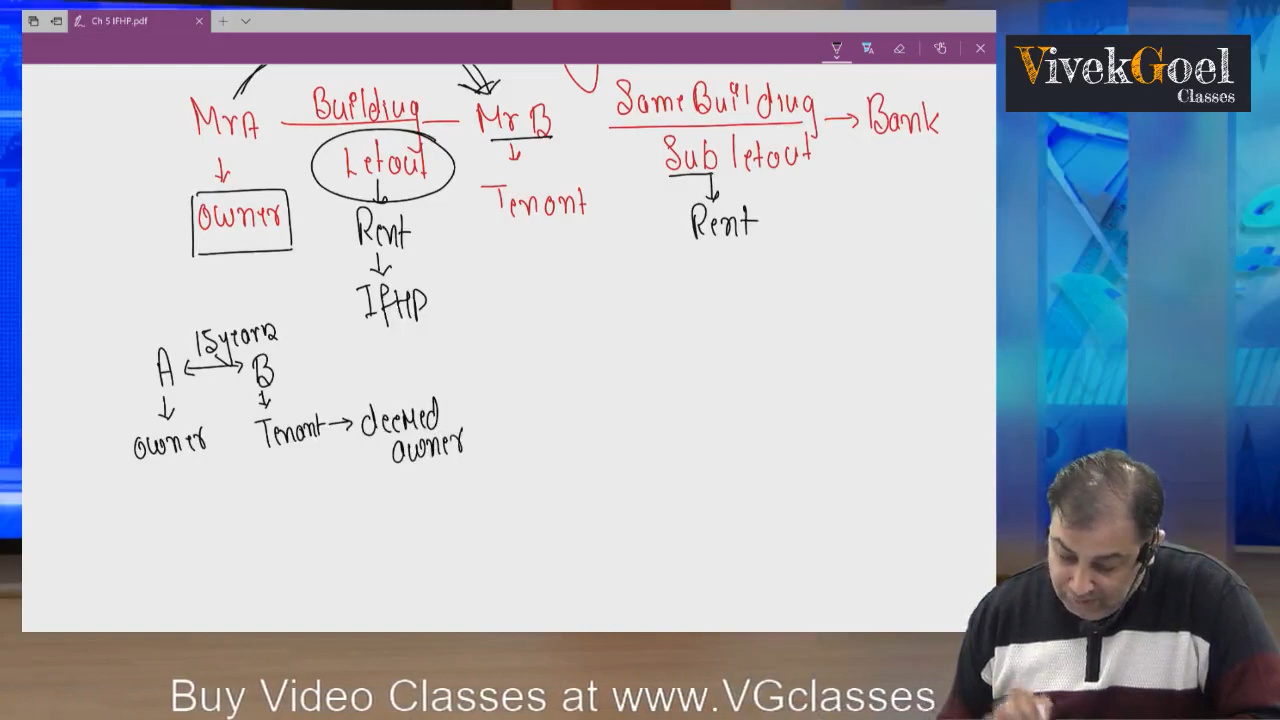 Ch 5 IFHP.pdf
VivekGoel
Classes
Mr A
Building
Letout
Mr B
Same Building
Sub letout
Bank
Owner
Rent
Tenant
Rent
IFHP
A
15 years
B
Owner
Tenant
deemed
owner
Buy Video Classes at www.VGclasses